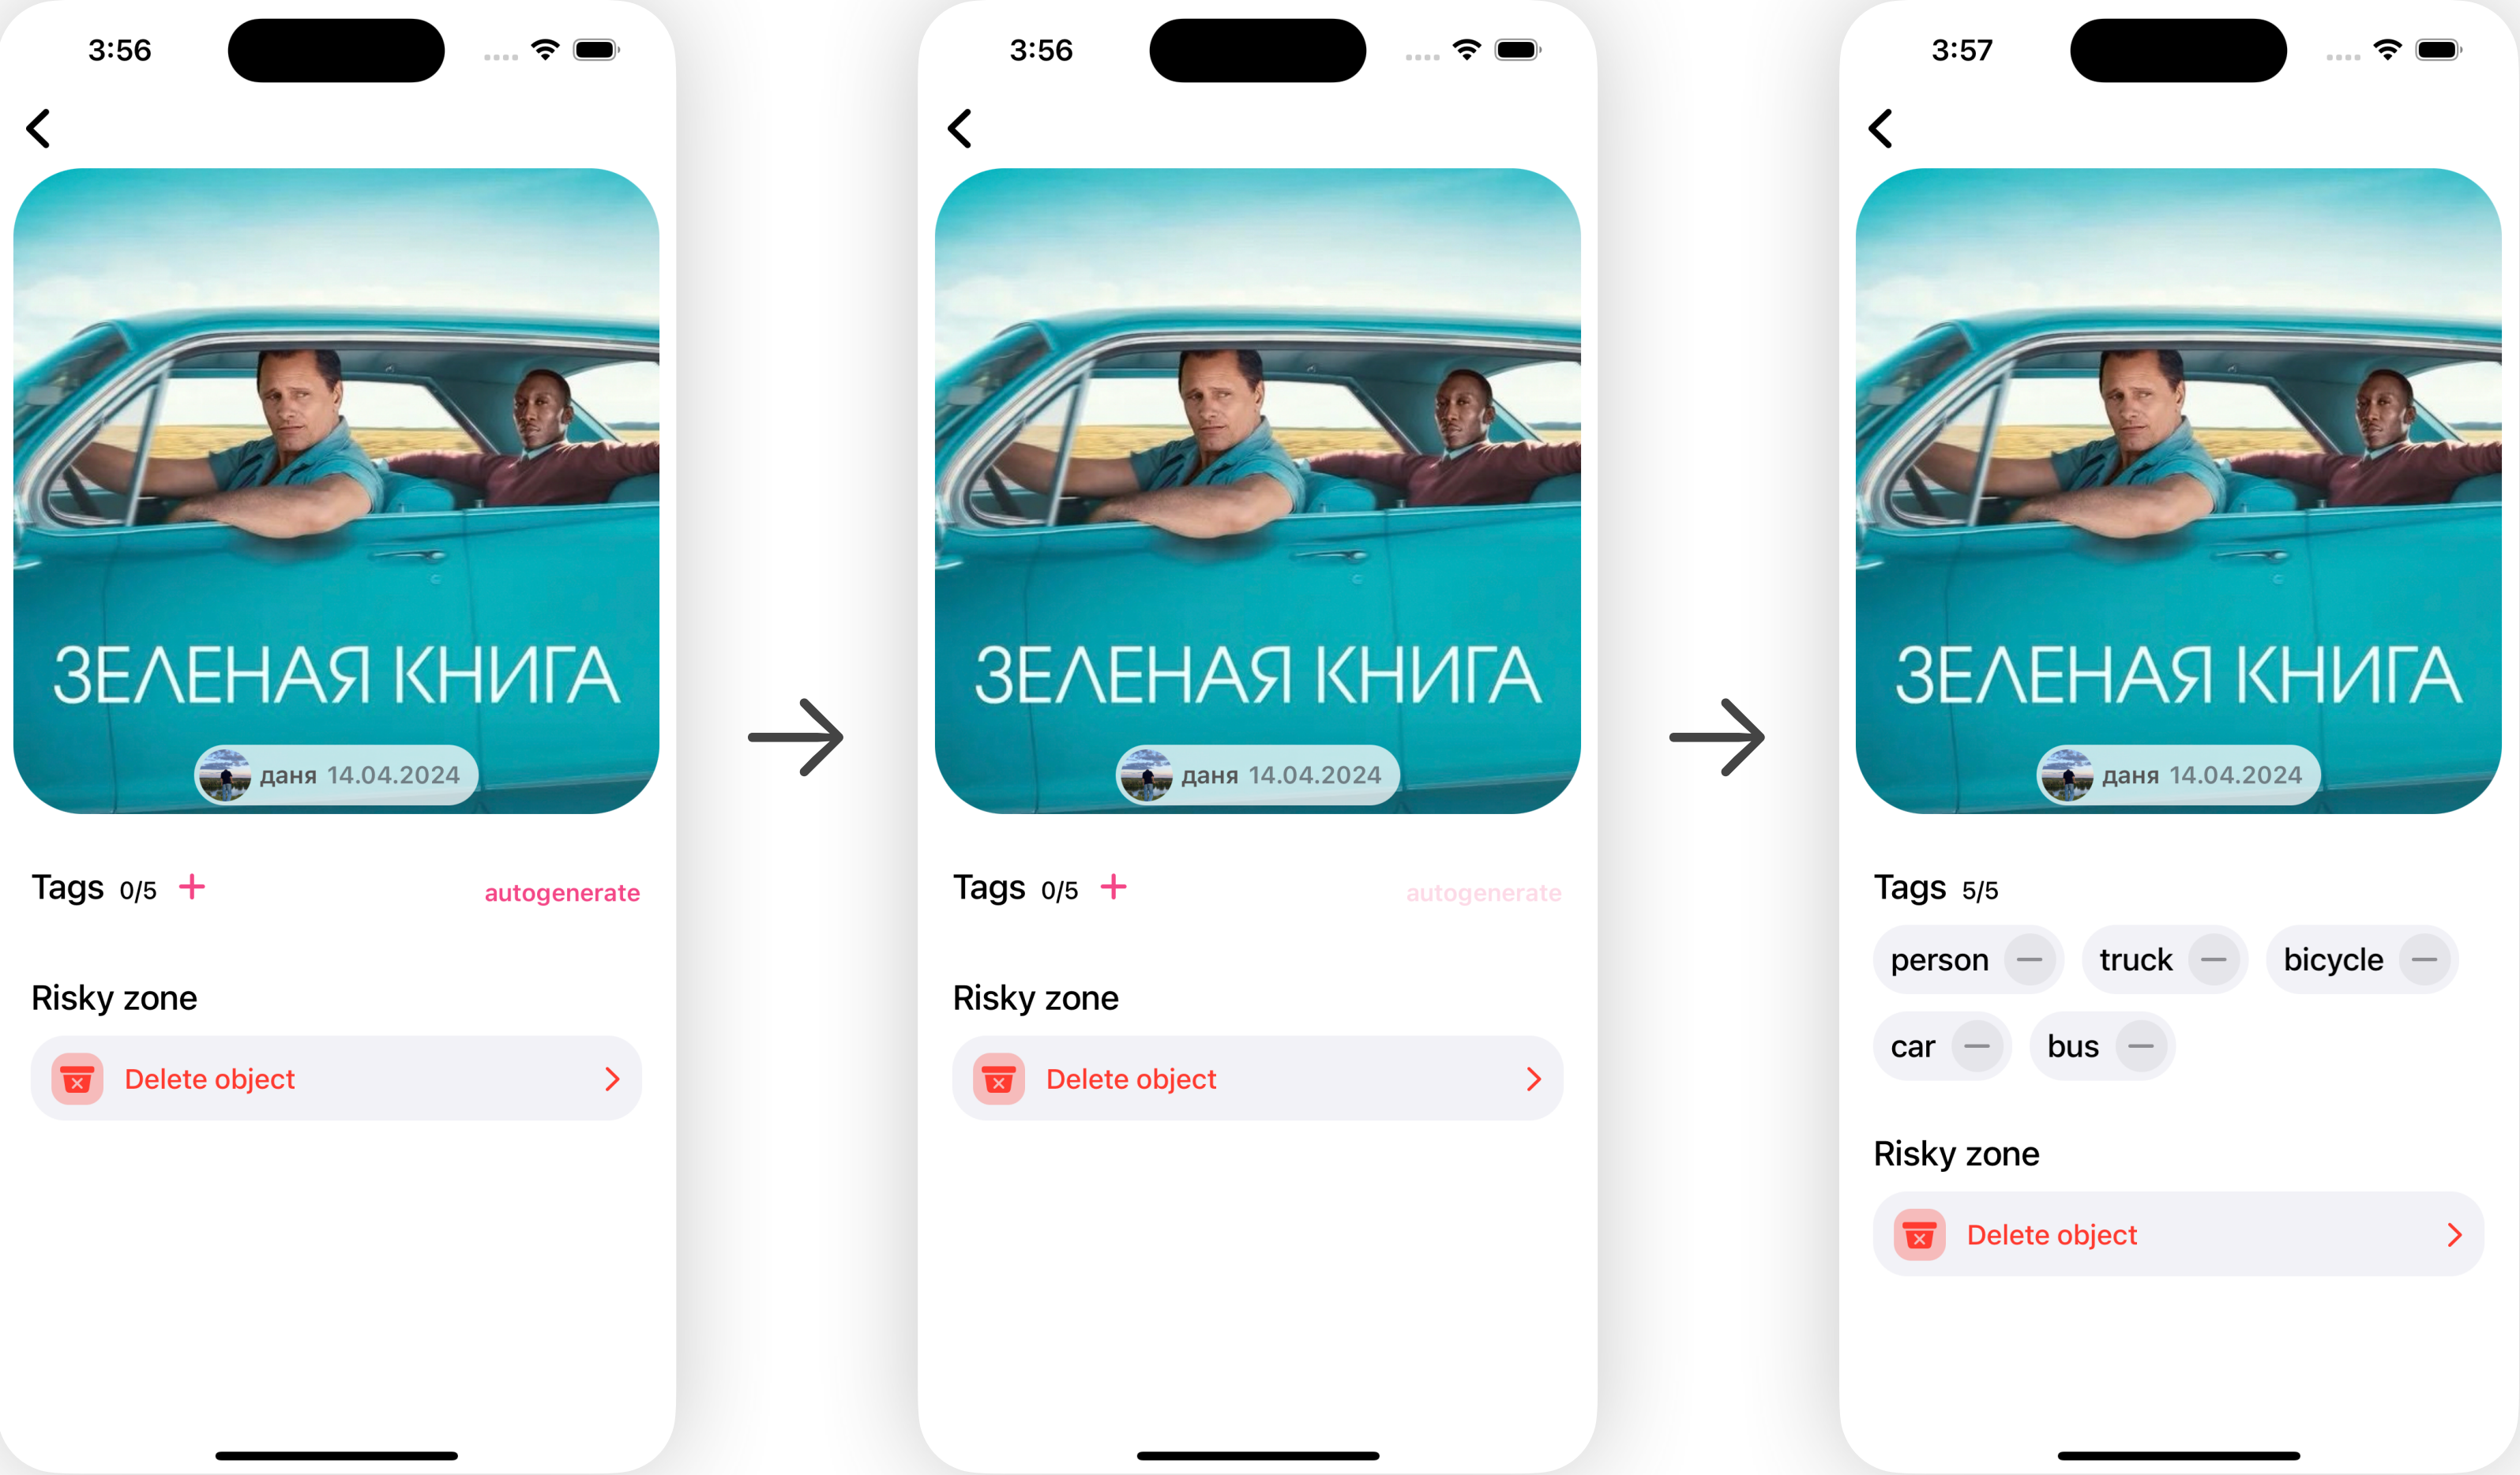 3:56
ЗЕЛЕНАЯ КНИГА
даня 14.04.2024
Tags 0/5 +
autogenerate
Risky zone
Delete object
3:56
ЗЕЛЕНАЯ КНИГА
даня 14.04.2024
Tags 0/5 +
autogenerate
Risky zone
Delete object
3:57
ЗЕЛЕНАЯ КНИГА
даня 14.04.2024
Tags 5/5
person truck bicycle
car bus
Risky zone
Delete object